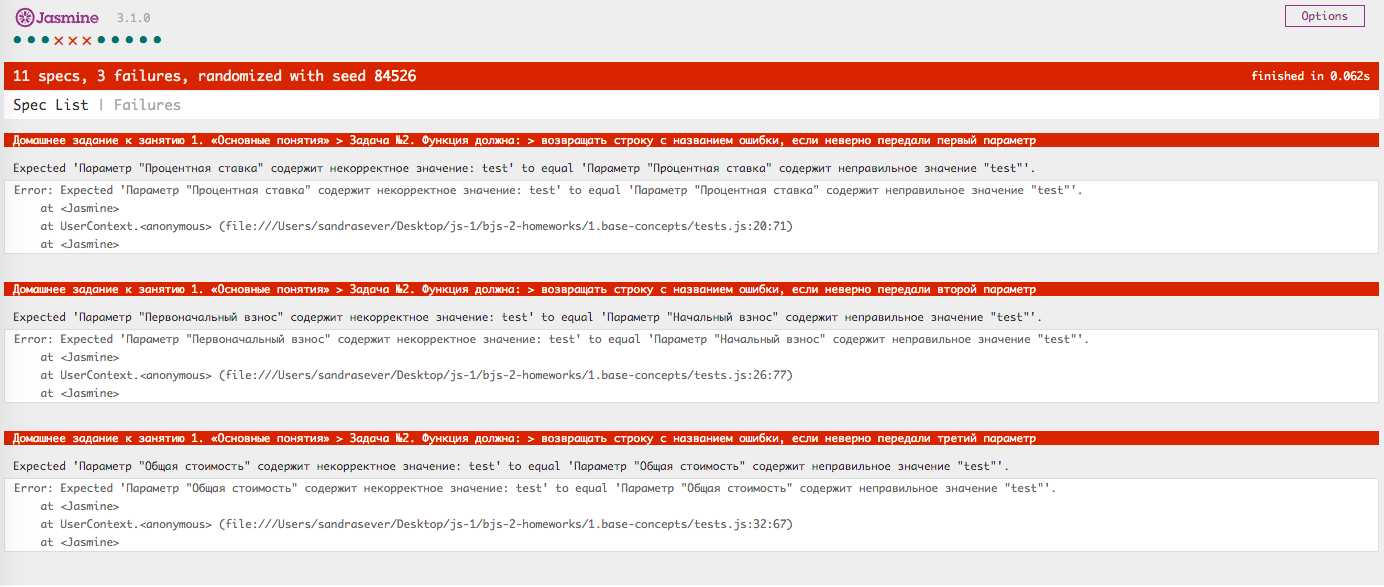 Jasmine 3.1.0
Options
11 specs, 3 failures, randomized with seed 84526
finished in 0.062s
Spec List | Failures
Домашнее задание к занятию 1. «Основные понятия» > Задача №2. Функция должна: > возвращать строку с названием ошибки, если неверно передали первый параметр
Expected 'Параметр "Процентная ставка" содержит некорректное значение: test' to equal 'Параметр "Процентная ставка" содержит неправильное значение "test"'.
Error: Expected 'Параметр "Процентная ставка" содержит некорректное значение: test' to equal 'Параметр "Процентная ставка" содержит неправильное значение "test"'.
at <Jasmine>
at UserContext.<anonymous> (file:///Users/sandrasever/Desktop/js-1/bjs-2-homeworks/1.base-concepts/tests.js:20:71)
at <Jasmine>
Домашнее задание к занятию 1. «Основные понятия» > Задача №2. Функция должна: > возвращать строку с названием ошибки, если неверно передали второй параметр
Expected 'Параметр "Первоначальный взнос" содержит некорректное значение: test' to equal 'Параметр "Начальный взнос" содержит неправильное значение "test"'.
Error: Expected 'Параметр "Первоначальный взнос" содержит некорректное значение: test' to equal 'Параметр "Начальный взнос" содержит неправильное значение "test"'.
at <Jasmine>
at UserContext.<anonymous> (file:///Users/sandrasever/Desktop/js-1/bjs-2-homeworks/1.base-concepts/tests.js:26:77)
at <Jasmine>
Домашнее задание к занятию 1. «Основные понятия» > Задача №2. Функция должна: > возвращать строку с названием ошибки, если неверно передали третий параметр
Expected 'Параметр "Общая стоимость" содержит некорректное значение: test' to equal 'Параметр "Общая стоимость" содержит неправильное значение "test"'.
Error: Expected 'Параметр "Общая стоимость" содержит некорректное значение: test' to equal 'Параметр "Общая стоимость" содержит неправильное значение "test"'.
at <Jasmine>
at UserContext.<anonymous> (file:///Users/sandrasever/Desktop/js-1/bjs-2-homeworks/1.base-concepts/tests.js:32:67)
at <Jasmine>